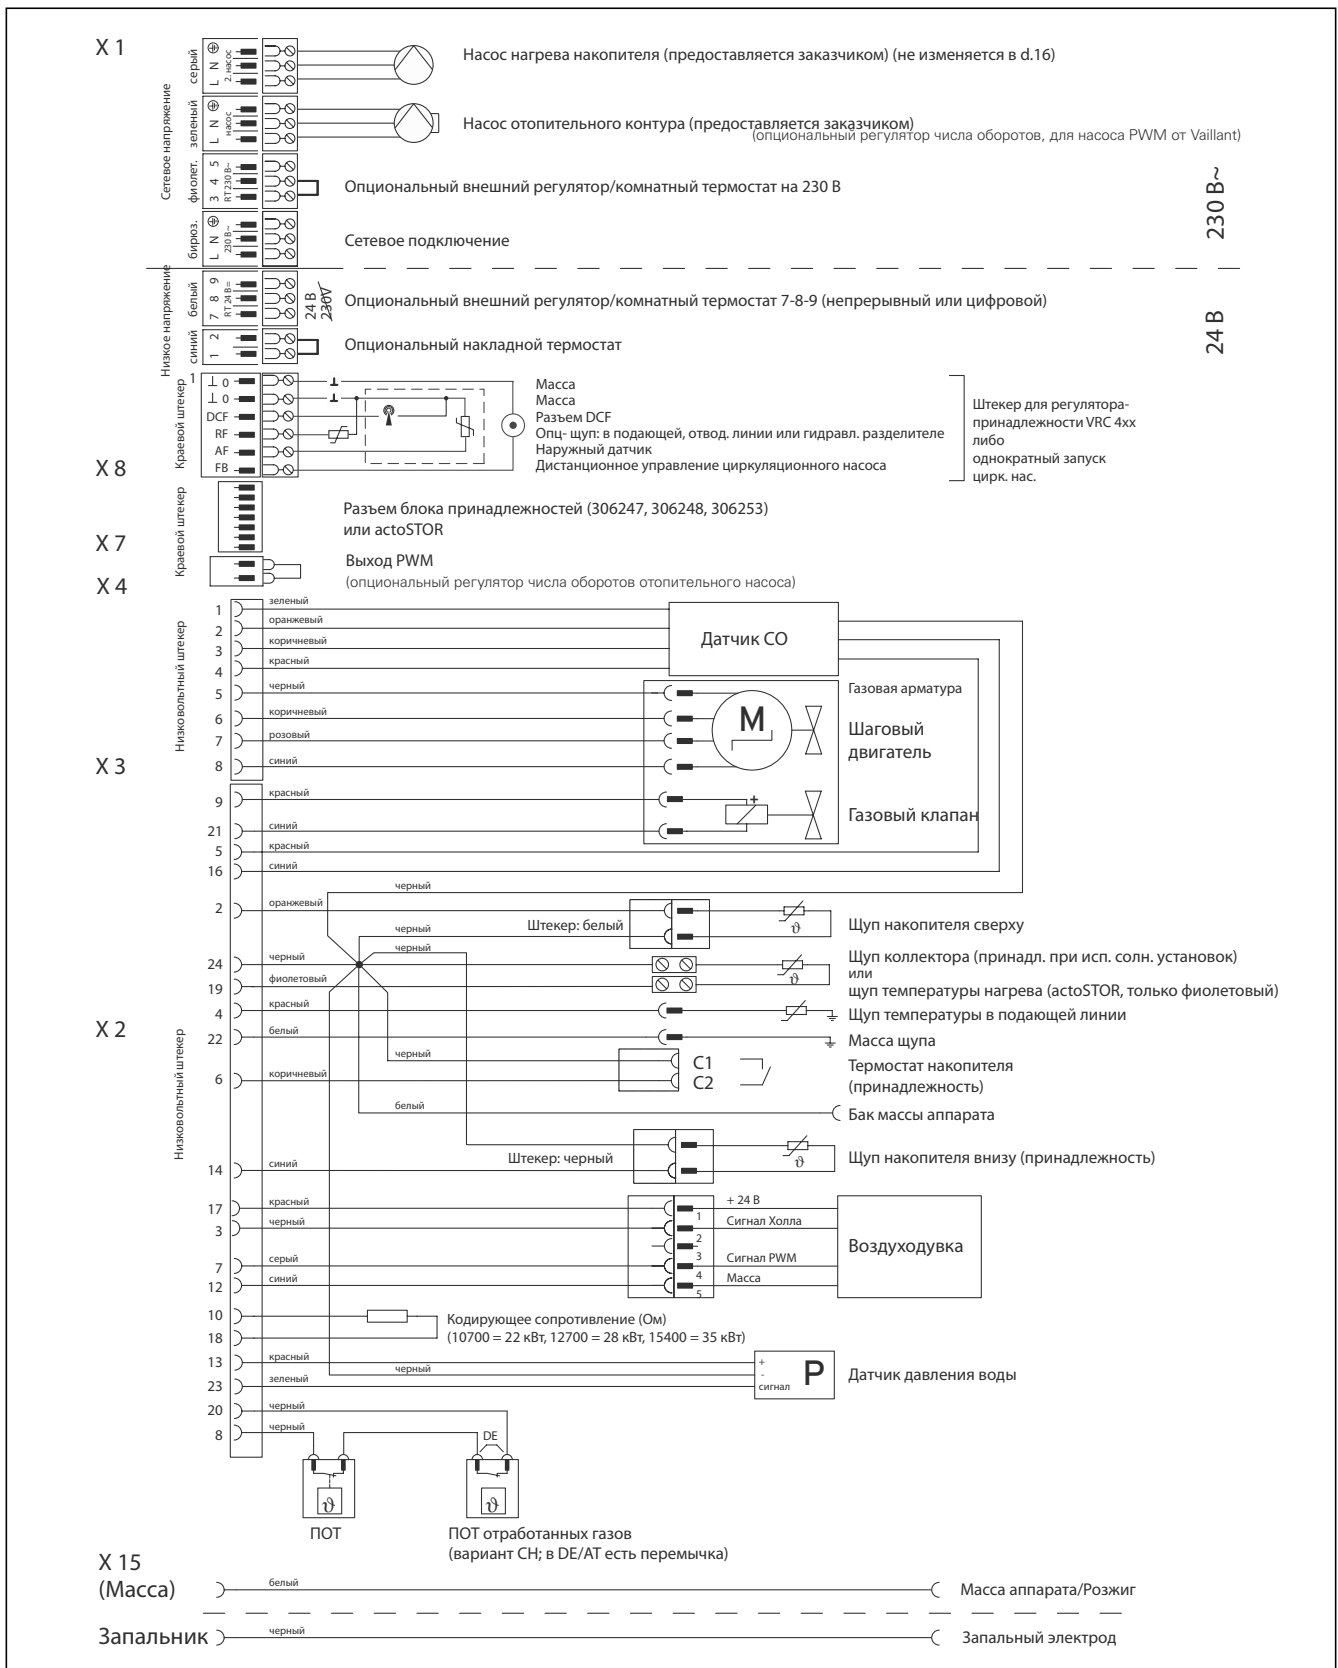 X 1
Сетевое напряжение
серый
L N
2. насос
Насос нагрева накопителя (предоставляется заказчиком) (не изменяется в d.16)
зеленый
L N
насос
Насос отопительного контура (предоставляется заказчиком)
(опциональный регулятор числа оборотов, для насоса PWM от Vaillant)
фиолет.
3 4 5
RT 230 В~
Опциональный внешний регулятор/комнатный термостат на 230 В
230 В~
бирюз.
L N
230 В~
Сетевое подключение
Низкое напряжение
белый
7 8 9
RT 24 В=
24 В
230V
Опциональный внешний регулятор/комнатный термостат 7-8-9 (непрерывный или цифровой)
24 В
синий
1 2
Опциональный накладной термостат
Краевой штекер
1
0
Масса
0
Масса
DCF
Разъем DCF
RF
Опц- щуп: в подающей, отвод. линии или гидравл. разделителе
AF
Наружный датчик
FB
Дистанционное управление циркуляционного насоса
Штекер для регулятора-
принадлежности VRC 4xx
либо
однократный запуск
цирк. нас.
X 8
Краевой штекер
Разъем блока принадлежностей (306247, 306248, 306253)
или actoSTOR
X 7
Выход PWM
(опциональный регулятор числа оборотов отопительного насоса)
X 4
Низковольтный штекер
1 зеленый
2 оранжевый
3 коричневый
4 красный
Датчик CO
5 черный
6 коричневый
7 розовый
8 синий
M
Газовая арматура
Шаговый
двигатель
X 3
9 красный
+
21 синий
Газовый клапан
5 красный
16 синий
черный
2 оранжевый
черный
Штекер: белый
ϑ
Щуп накопителя сверху
черный
24 черный
19 фиолетовый
ϑ
Щуп коллектора (принадл. при исп. солн. установок)
или
щуп температуры нагрева (actoSTOR, только фиолетовый)
4 красный
Щуп температуры в подающей линии
X 2
Низковольтный штекер
22 белый
Масса щупа
черный
C1
6 коричневый
C2
Термостат накопителя
(принадлежность)
белый
Бак массы аппарата
14 синий
Штекер: черный
ϑ
Щуп накопителя внизу (принадлежность)
17 красный
1
+ 24 В
3 черный
2
Сигнал Холла
3
7 серый
4
Сигнал PWM
12 синий
5
Масса
Воздуходувка
10
18
Кодирующее сопротивление (Ом)
(10700 = 22 кВт, 12700 = 28 кВт, 15400 = 35 кВт)
13 красный
черный
23 зеленый
+
-
сигнал
P
Датчик давления воды
20 черный
8 черный
DE
ϑ
ϑ
ПОТ
ПОТ отработанных газов
(вариант CH; в DE/AT есть перемычка)
X 15
(Масса)
белый
Масса аппарата/Розжиг
Запальник
черный
Запальный электрод